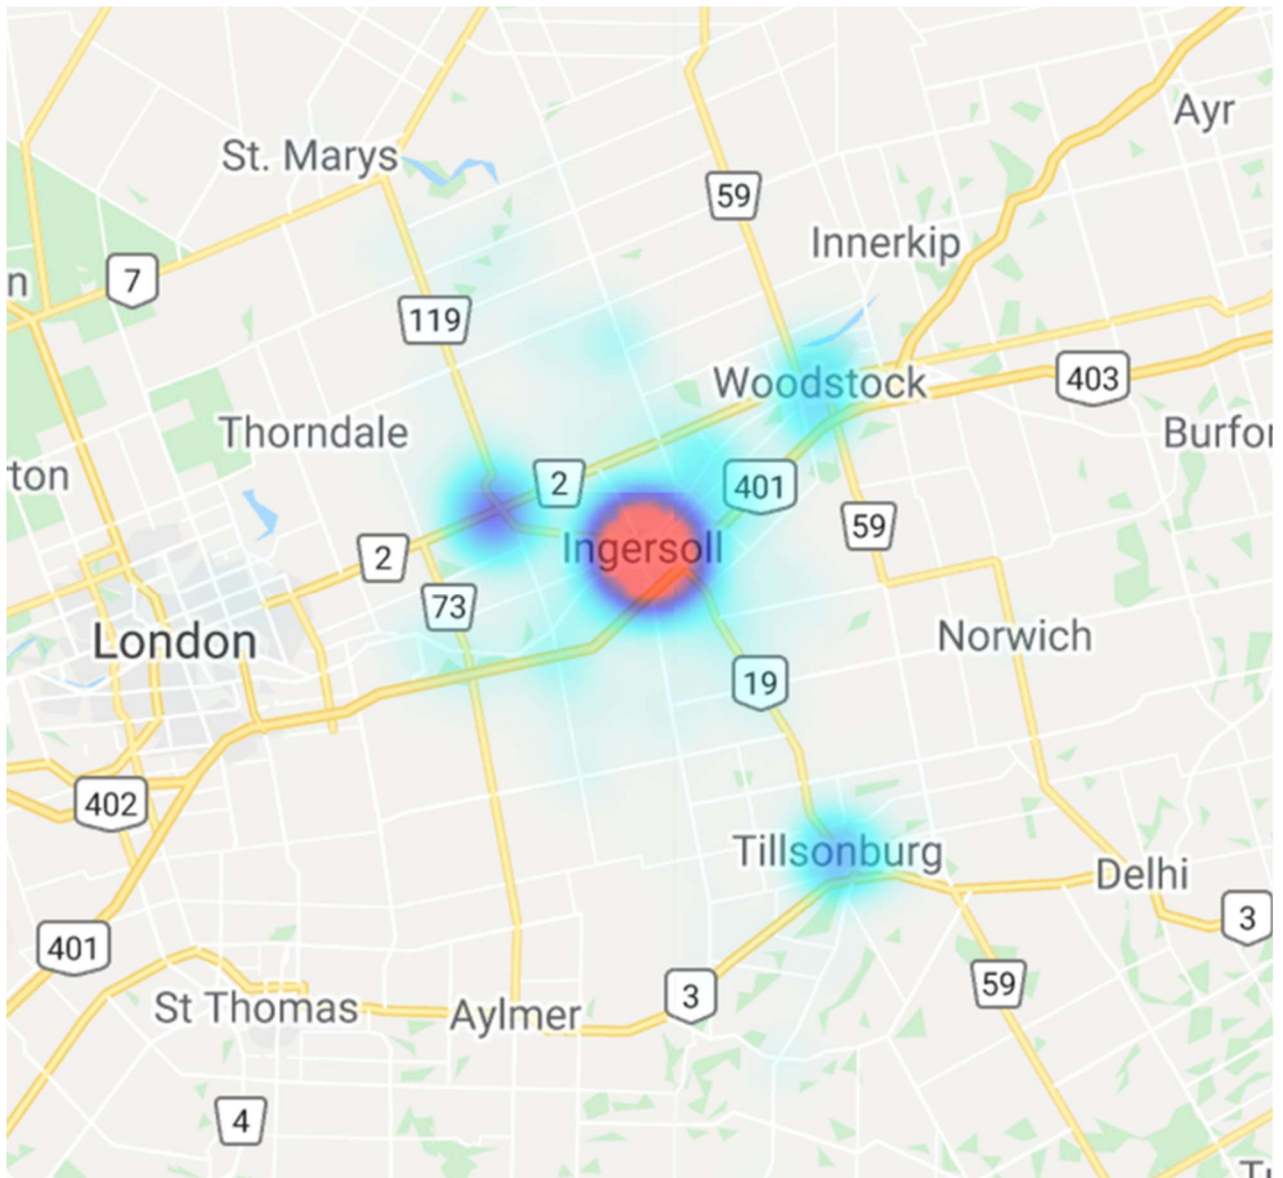 Ayr
St. Marys
59
Innerkip
7
n
119
403
Woodstock
Thorndale
Burfor
ton
2
401
59
2
Ingersoll
73
London
Norwich
19
402
Tillsonburg
Delhi
3
401
59
3
St Thomas
Aylmer
4